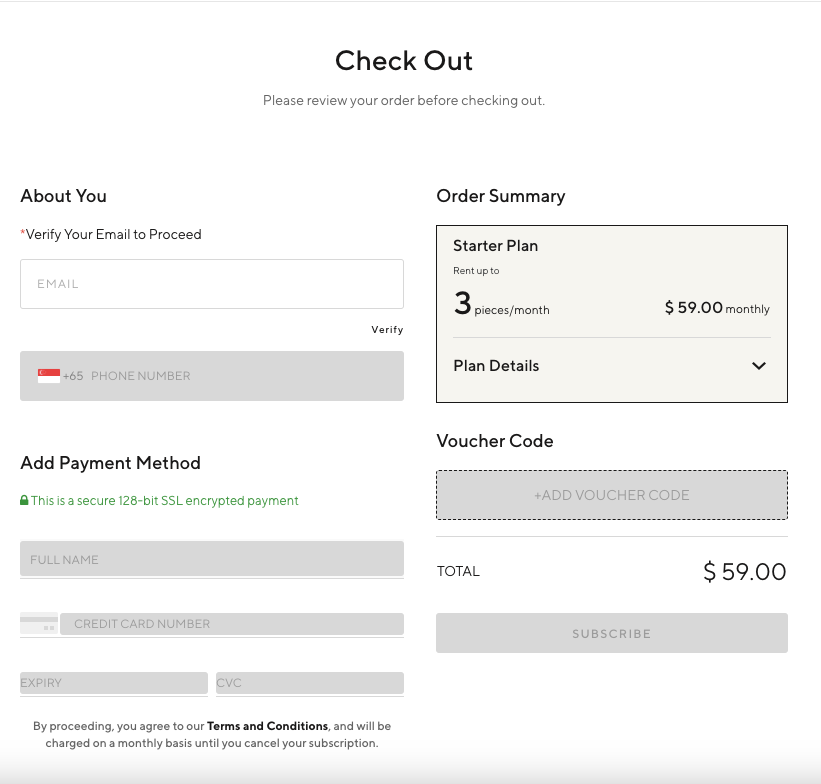 Check Out
Please review your order before checking out.
About You
*Verify Your Email to Proceed
EMAIL
Verify
+65 PHONE NUMBER
Add Payment Method
This is a secure 128-bit SSL encrypted payment
FULL NAME
CREDIT CARD NUMBER
EXPIRY
CVC
By proceeding, you agree to our Terms and Conditions, and will be
charged on a monthly basis until you cancel your subscription.
Order Summary
Starter Plan
Rent up to
3 pieces/month
$ 59.00 monthly
Plan Details
Voucher Code
+ADD VOUCHER CODE
TOTAL
$ 59.00
SUBSCRIBE